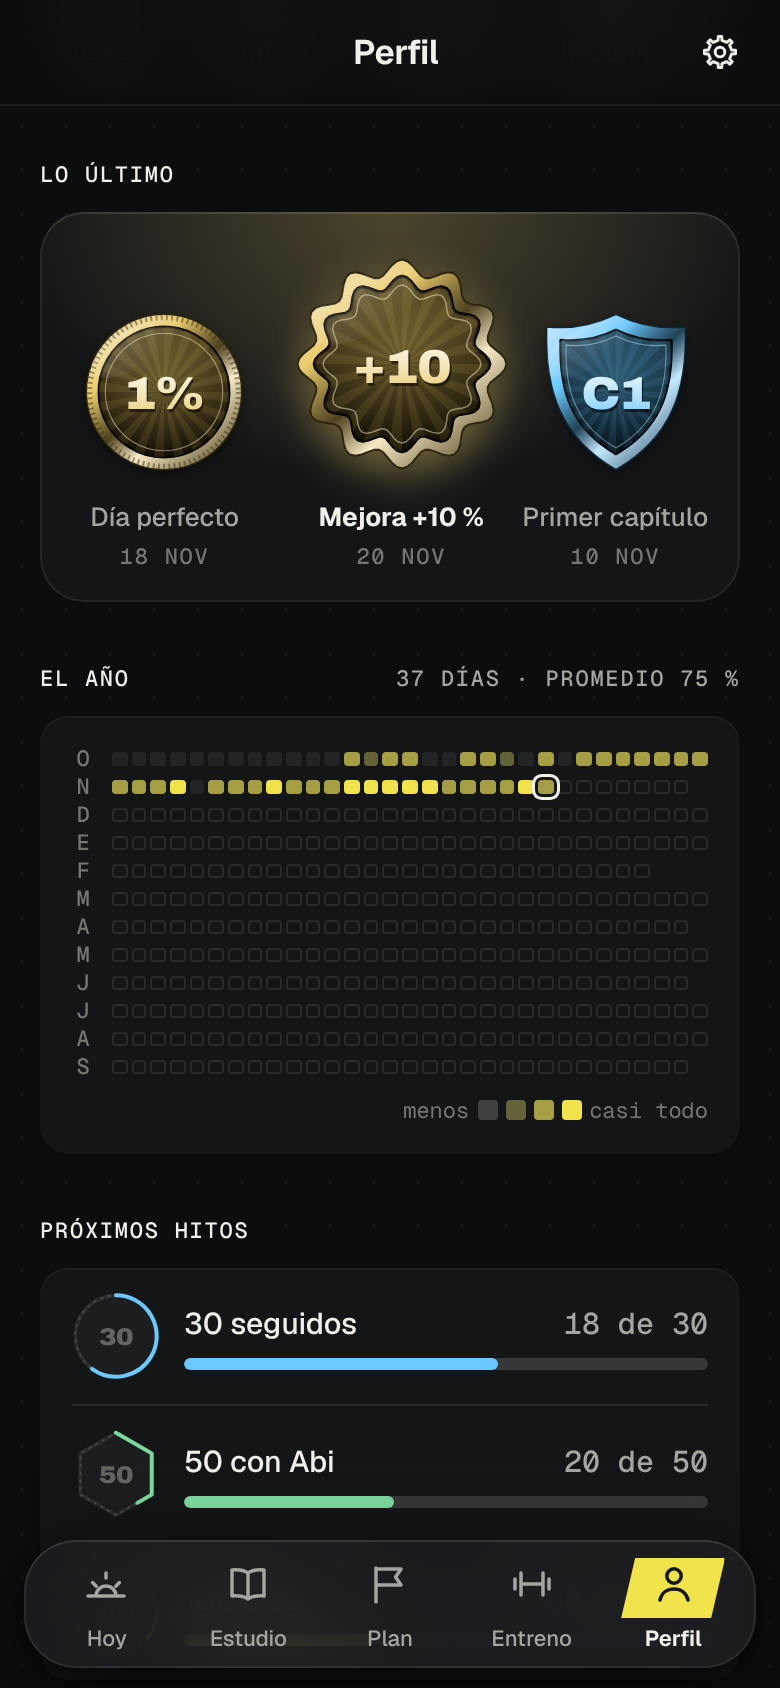 Perfil
LO ÚLTIMO
1%
+10
C1
Día perfecto
Mejora +10 %
Primer capítulo
18 NOV
20 NOV
10 NOV
EL AÑO
37 DÍAS · PROMEDIO 75 %
O
N
D
E
F
M
A
M
J
J
A
S
menos
casi todo
PRÓXIMOS HITOS
30
30 seguidos
18 de 30
50
50 con Abi
20 de 50
Hoy
Estudio
Plan
Entreno
Perfil